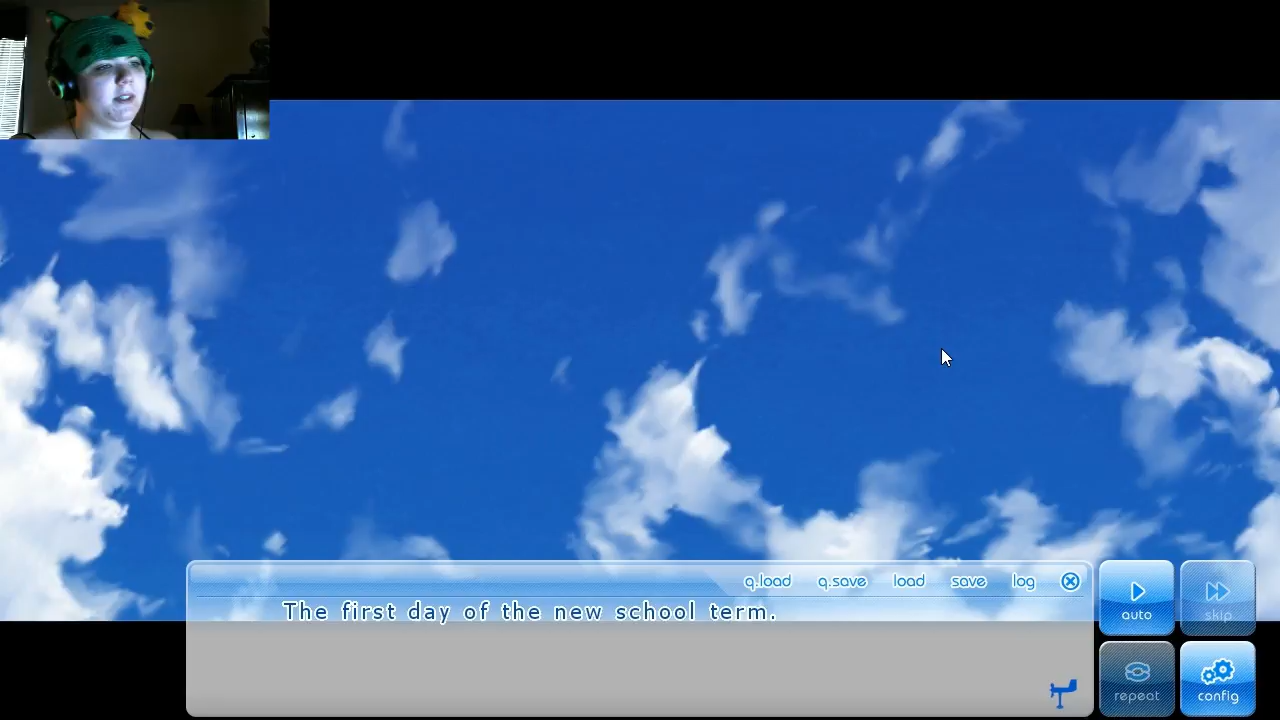 q.load q.save load save log
The first day of the new school term.
auto skip
repeat config